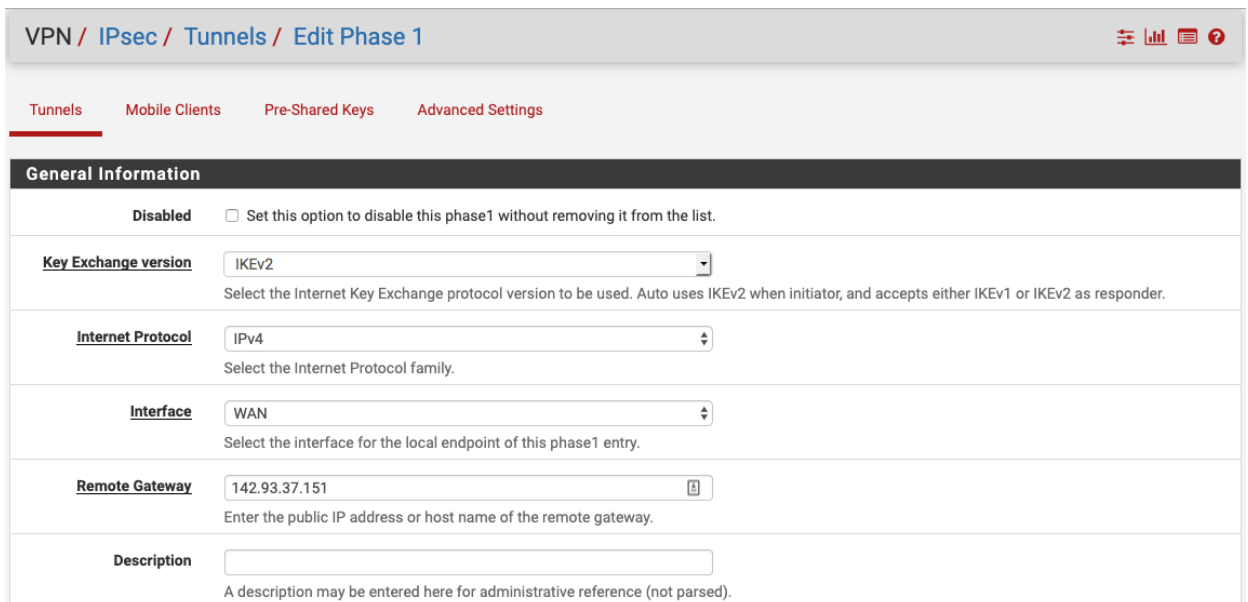 VPN / IPsec / Tunnels / Edit Phase 1
Tunnels Mobile Clients Pre-Shared Keys Advanced Settings
General Information
Disabled Set this option to disable this phase1 without removing it from the list.
Key Exchange version IKEv2
Select the Internet Key Exchange protocol version to be used. Auto uses IKEv2 when initiator, and accepts either IKEv1 or IKEv2 as responder.
Internet Protocol IPv4
Select the Internet Protocol family.
Interface WAN
Select the interface for the local endpoint of this phase1 entry.
Remote Gateway 142.93.37.151
Enter the public IP address or host name of the remote gateway.
Description
A description may be entered here for administrative reference (not parsed).